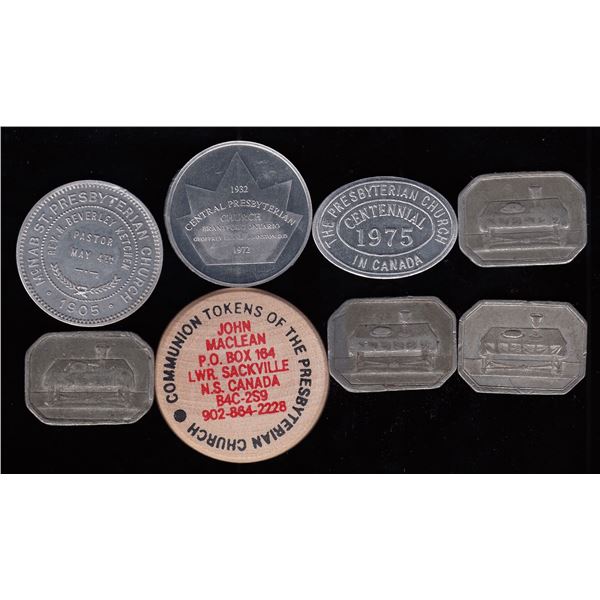 McNAB ST. PRESBYTERIAN CHURCH
REV. H. BEVERLEY KETCHEN
PASTOR
MAY 4TH
1905
1932
CENTRAL PRESBYTERIAN
CHURCH
BRANTFORD ONTARIO
1972
THE PRESBYTERIAN CHURCH
CENTENNIAL
1975
IN CANADA
COMMUNION TOKENS OF THE PRESBYTERIAN CHURCH
JOHN
MACLEAN
P.O. BOX 164
LWR. SACKVILLE
N.S. CANADA
B4C-2S9
902-864-2228